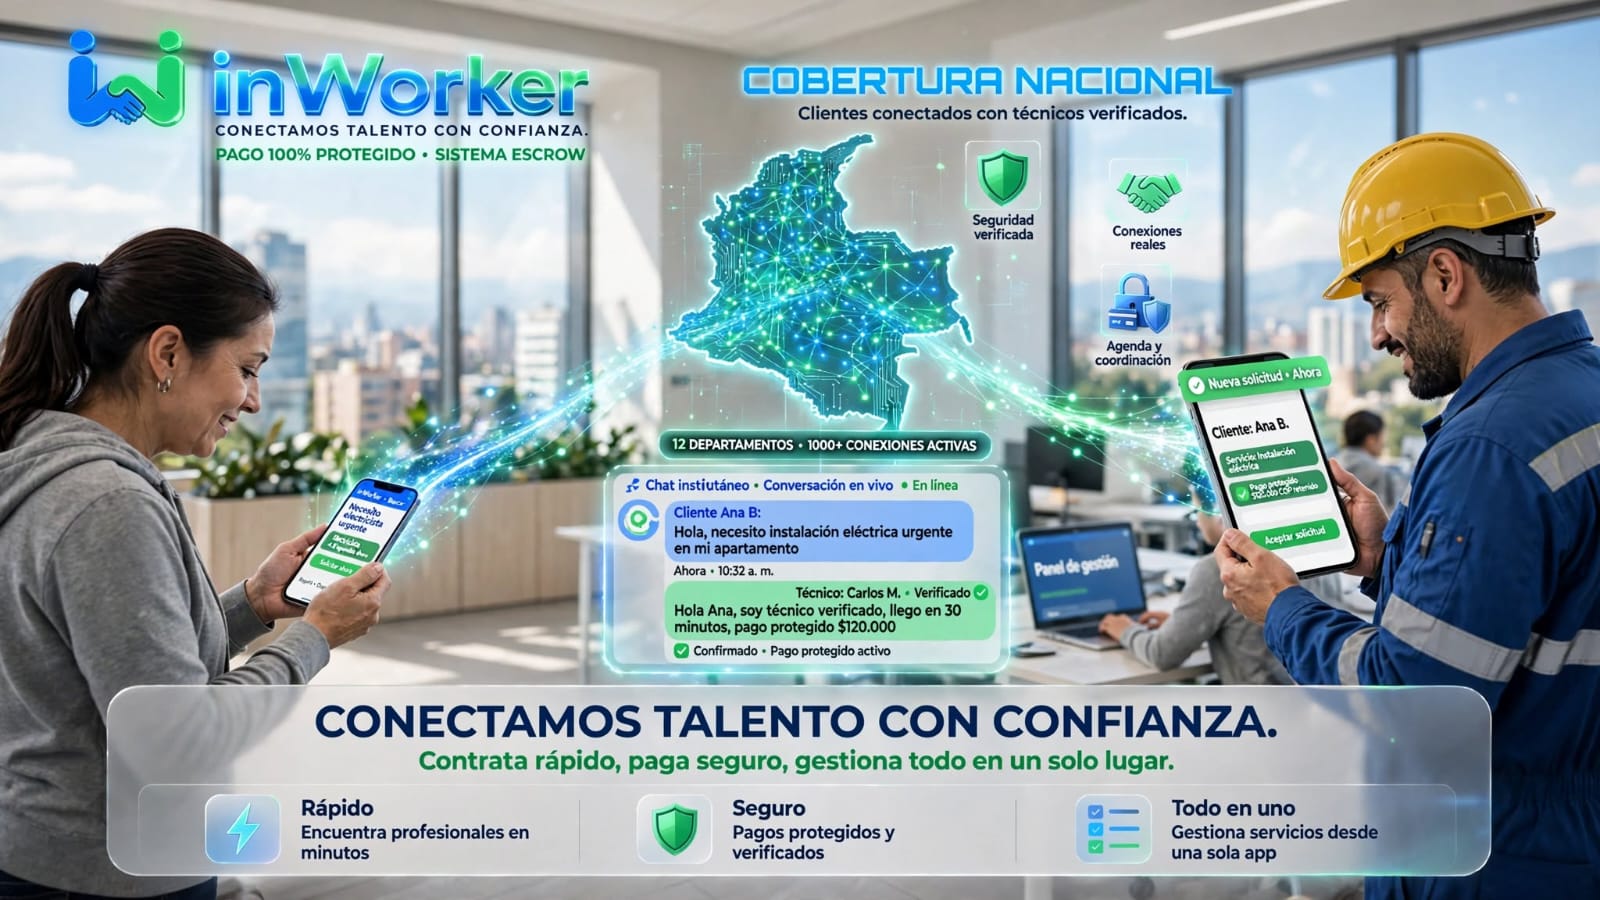 inWorker
CONECTAMOS TALENTO CON CONFIANZA.
PAGO 100% PROTEGIDO • SISTEMA ESCROW
COBERTURA NACIONAL
Clientes conectados con técnicos verificados.
Seguridad
verificada
Conexiones
reales
Agenda y
coordinación
12 DEPARTAMENTOS • 1000+ CONEXIONES ACTIVAS
Chat instiutáneo • Conversación en vivo • En línea
Cliente Ana B:
Hola, necesito instalación eléctrica urgente
en mi apartamento
Ahora • 10:32 a. m.
Técnico: Carlos M. • Verificado
Hola Ana, soy técnico verificado, llego en 30
minutos, pago protegido $120.000
Confirmado • Pago protegido activo
inWorker •
Necesito
electricista
urgente
Solicitar ahora
Nueva solicitud • Ahora
Cliente: Ana B.
Servicio: Instalación
eléctrica
Pago protegido
COP retenido
Aceptar solicitud
Panel de gestión
CONECTAMOS TALENTO CON CONFIANZA.
Contrata rápido, paga seguro, gestiona todo en un solo lugar.
Rápido
Encuentra profesionales en
minutos
Seguro
Pagos protegidos y
verificados
Todo en uno
Gestiona servicios desde
una sola app